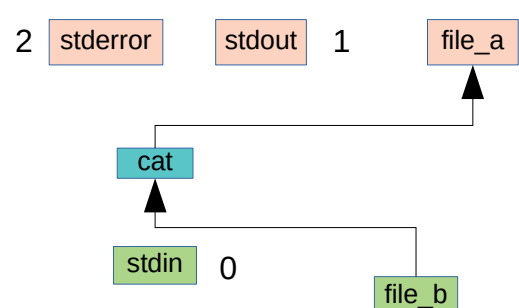 2 stderror stdout 1 file_a
cat
stdin 0
file_b